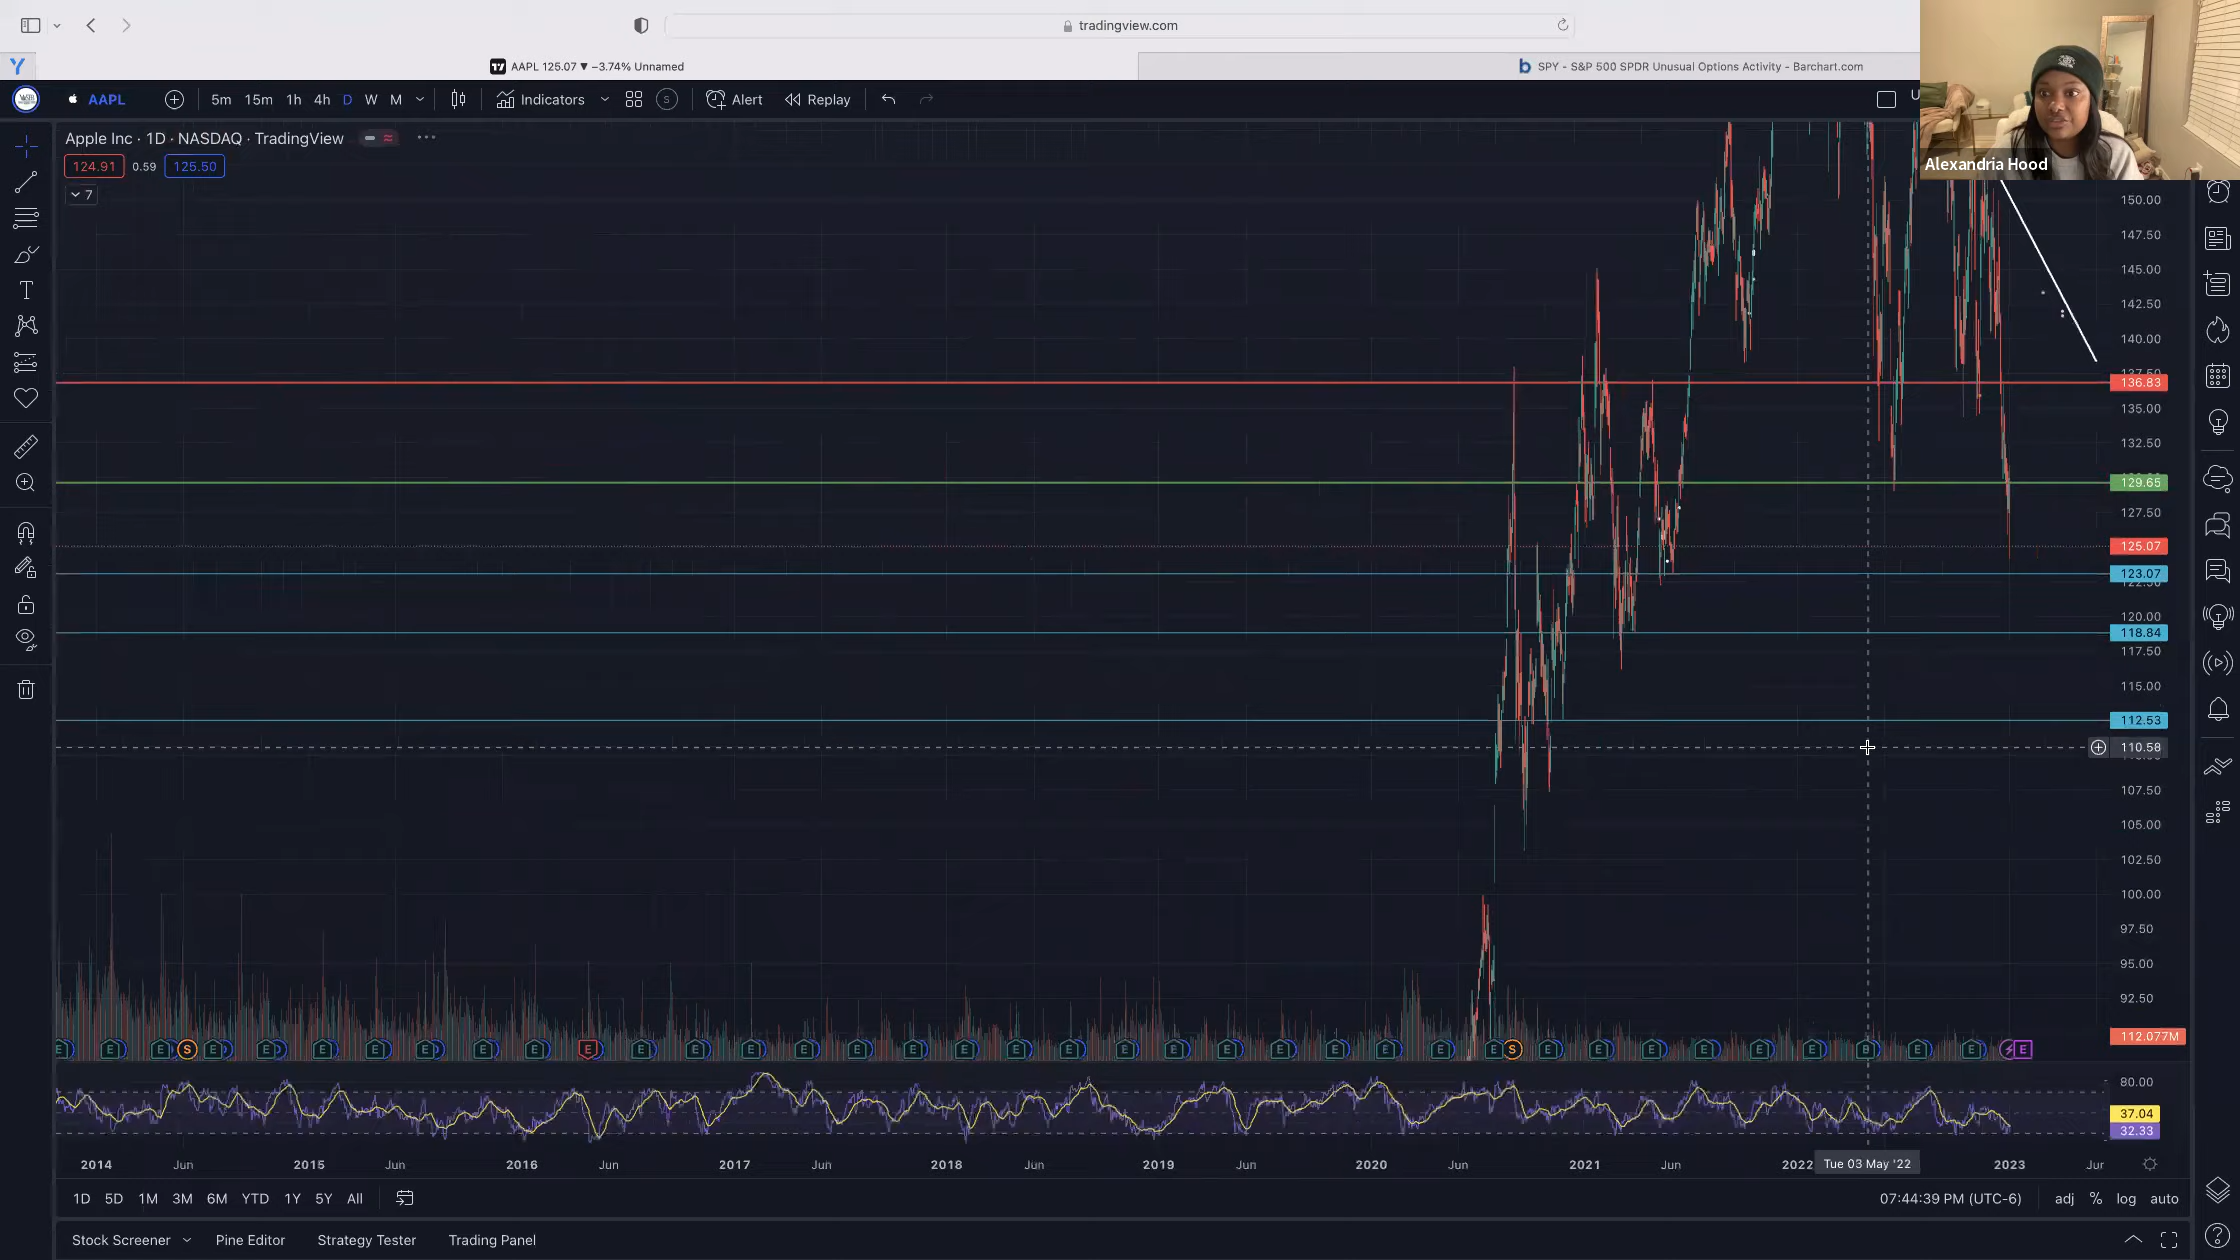 tradingview.com
AAPL 125.07 ▼ −3.74% Unnamed
SPY - S&P 500 SPDR Unusual Options Activity - Barchart.com
AAPL
5m 15m 1h 4h D W M
Indicators
S
Alert
Replay
U
Alexandria Hood
Apple Inc · 1D · NASDAQ · TradingView
124.91 0.59 125.50
7
150.00
147.50
145.00
142.50
140.00
136.83
135.00
132.50
129.65
127.50
125.07
123.07
120.00
118.84
117.50
115.00
112.53
110.58
107.50
105.00
102.50
100.00
97.50
95.00
92.50
112.077M
80.00
37.04
32.33
2014 Jun 2015 Jun 2016 Jun 2017 Jun 2018 Jun 2019 Jun 2020 Jun 2021 Jun 2022 Tue 03 May '22 2023 Jun
1D 5D 1M 3M 6M YTD 1Y 5Y All
07:44:39 PM (UTC-6) adj % log auto
Stock Screener Pine Editor Strategy Tester Trading Panel